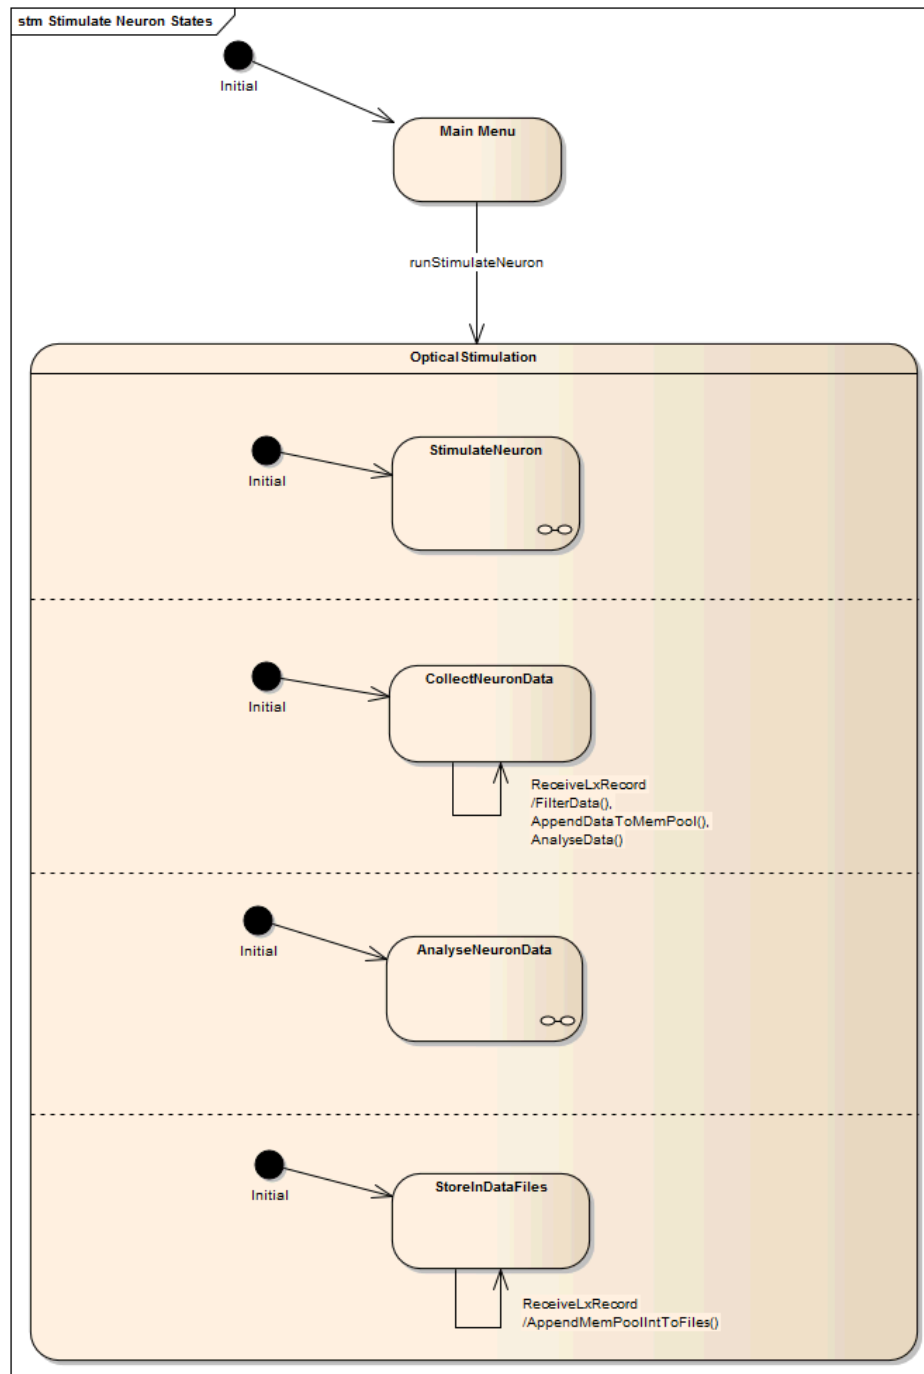 stm Stimulate Neuron States
Initial
Main Menu
runStimulateNeuron
OpticalStimulation
StimulateNeuron
Initial
CollectNeuronData
Initial
ReceiveLxRecord
/FilterData(),
AppendDataToMemPool(),
AnalyseData()
AnalyseNeuronData
Initial
StoreInDataFiles
Initial
ReceiveLxRecord
/AppendMemPoolIntToFiles()